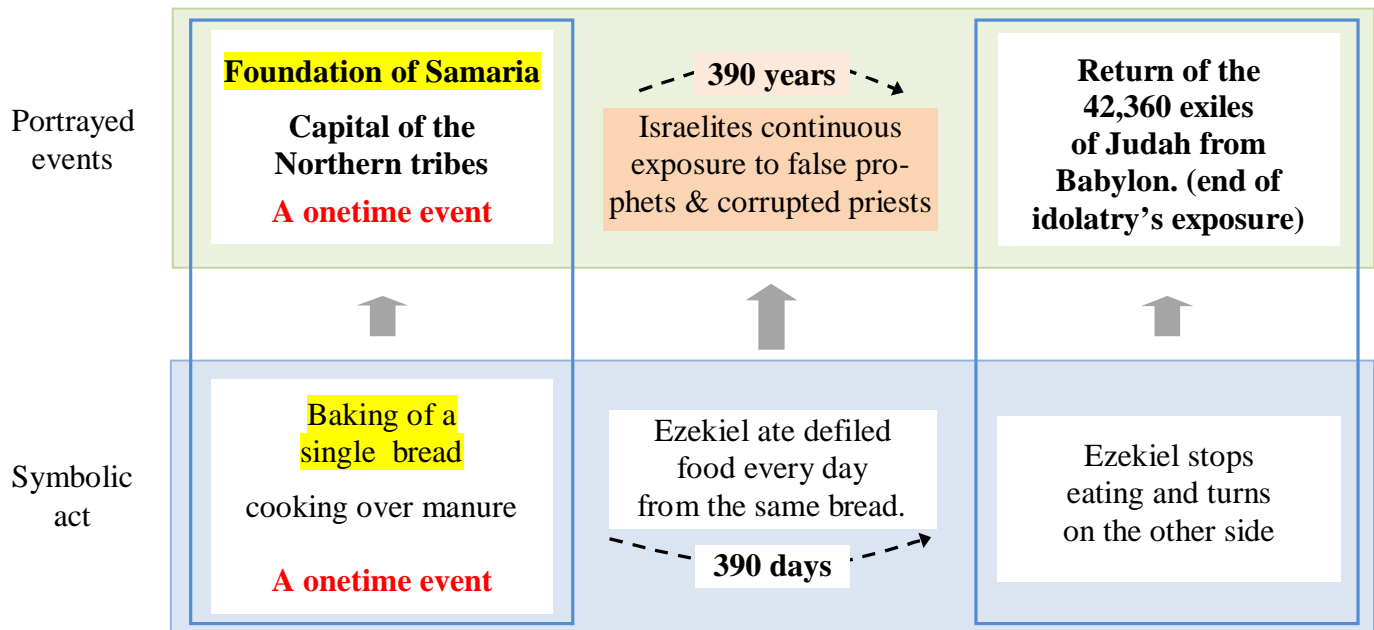 Portrayed
events
Foundation of Samaria
Capital of the
Northern tribes
A onetime event
390 years
Israelites continuous
exposure to false pro-
phets & corrupted priests
Return of the
42,360 exiles
of Judah from
Babylon. (end of
idolatry’s exposure)
Symbolic
act
Baking of a
single bread
cooking over manure
A onetime event
Ezekiel ate defiled
food every day
from the same bread.
390 days
Ezekiel stops
eating and turns
on the other side